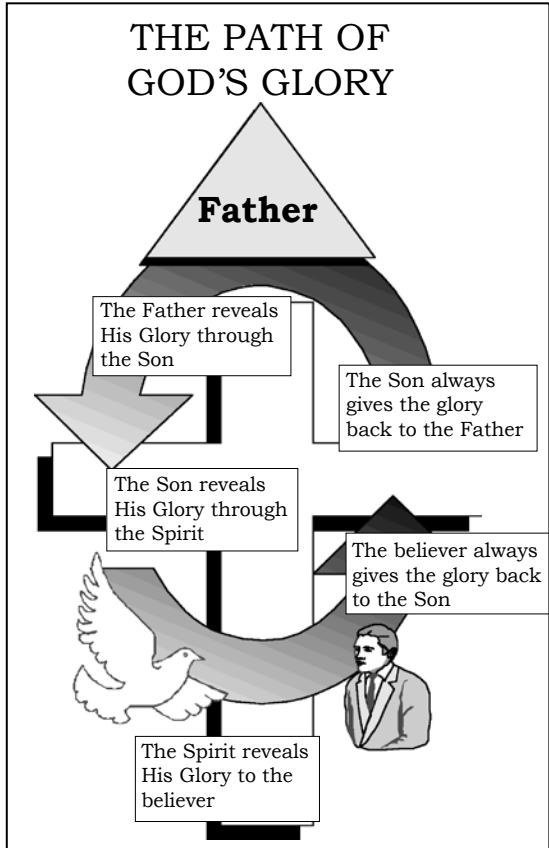 THE PATH OF
GOD'S GLORY
Father
The Father reveals
His Glory through
the Son
The Son always
gives the glory
back to the Father
The Son reveals
His Glory through
the Spirit
The believer always
gives the glory back
to the Son
The Spirit reveals
His Glory to the
believer